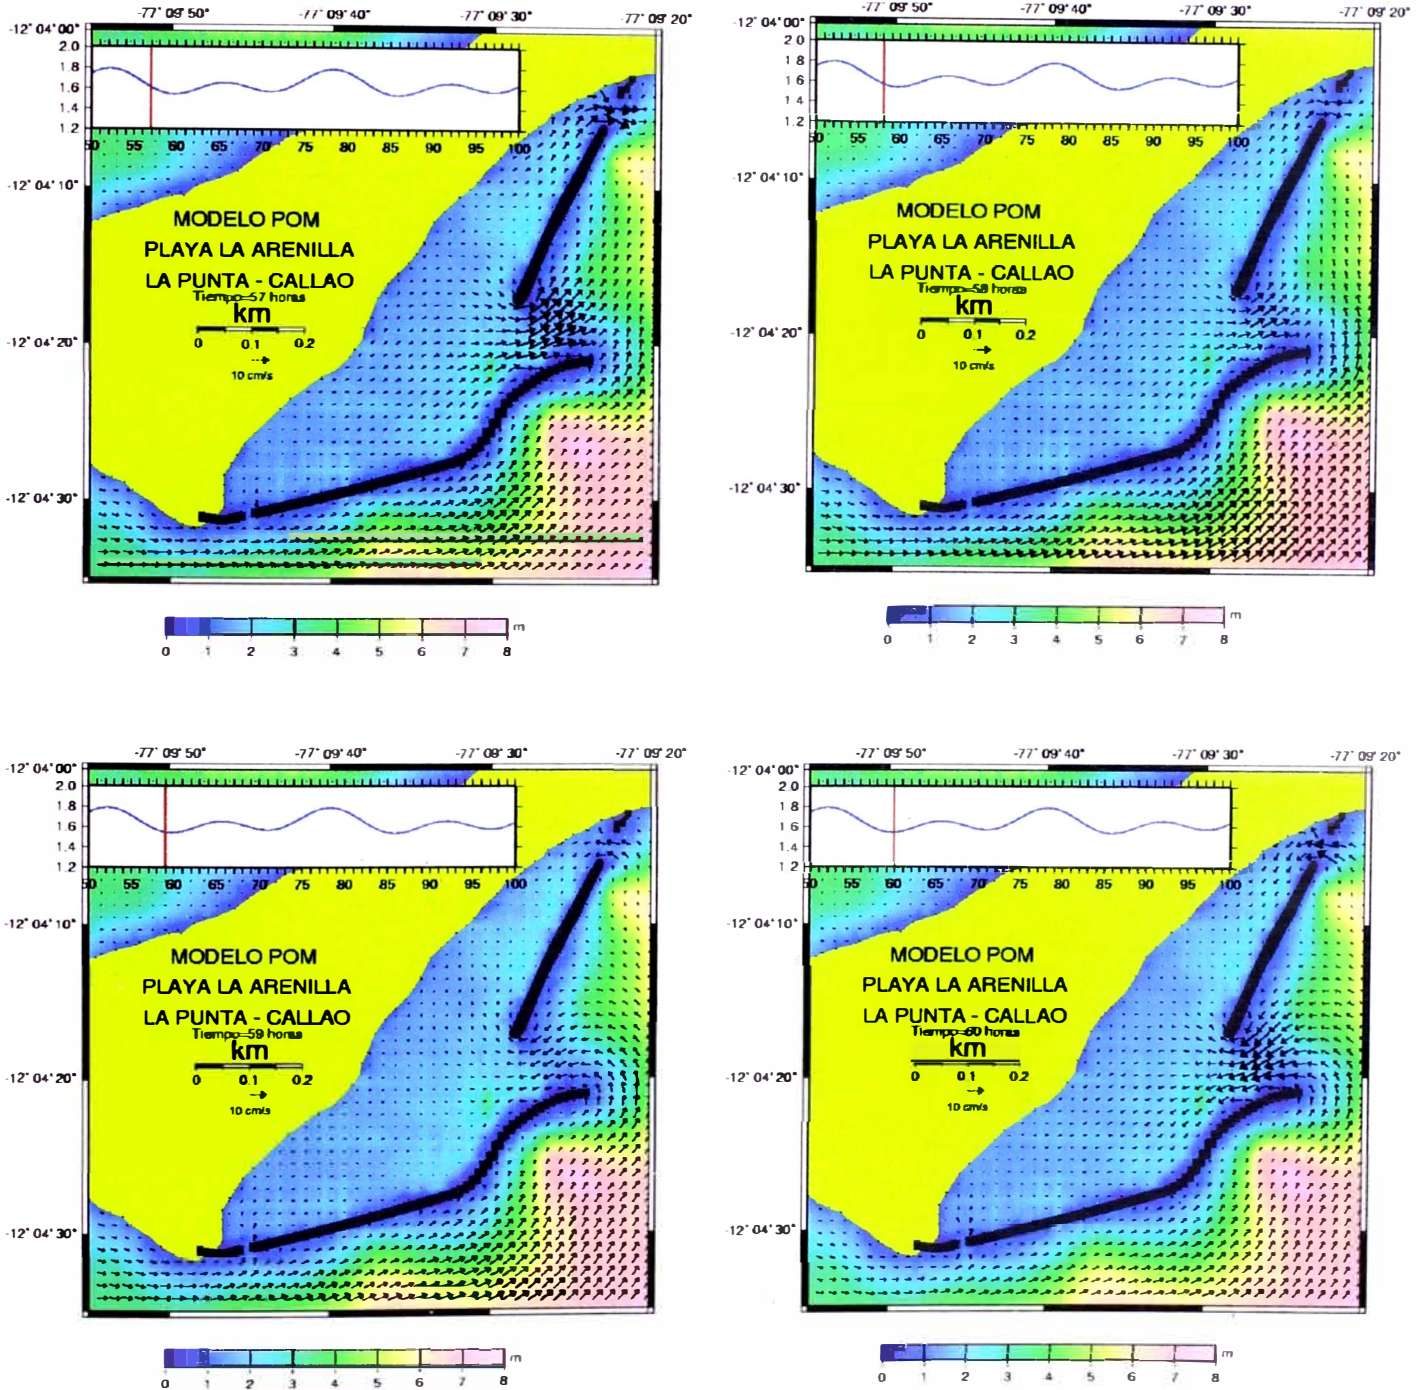 -77° 09' 50" -77° 09' 40" -77° 09' 30" -77° 09' 20"
-12° 04' 00"
2.0
1.8
1.6
1.4
1.2
50 55 60 65 70 75 80 85 90 95 100
-12° 04' 10"
MODELO POM
PLAYA LA ARENILLA
LA PUNTA - CALLAO
Tiempo=57 horas
km
0 0.1 0.2
10 cm/s
-12° 04' 20"
-12° 04' 30"
0 1 2 3 4 5 6 7 8 m
-77° 09' 50" -77° 09' 40" -77° 09' 30" -77° 09' 20"
-12° 04' 00"
2.0
1.8
1.6
1.4
1.2
50 55 60 65 70 75 80 85 90 95 100
-12° 04' 10"
MODELO POM
PLAYA LA ARENILLA
LA PUNTA - CALLAO
Tiempo=58 horas
km
0 0.1 0.2
10 cm/s
-12° 04' 20"
-12° 04' 30"
0 1 2 3 4 5 6 7 8 m
-77° 09' 50" -77° 09' 40" -77° 09' 30" -77° 09' 20"
-12° 04' 00"
2.0
1.8
1.6
1.4
1.2
50 55 60 65 70 75 80 85 90 95 100
-12° 04' 10"
MODELO POM
PLAYA LA ARENILLA
LA PUNTA - CALLAO
Tiempo=59 horas
km
0 0.1 0.2
10 cm/s
-12° 04' 20"
-12° 04' 30"
0 1 2 3 4 5 6 7 8 m
-77° 09' 50" -77° 09' 40" -77° 09' 30" -77° 09' 20"
-12° 04' 00"
2.0
1.8
1.6
1.4
1.2
50 55 60 65 70 75 80 85 90 95 100
-12° 04' 10"
MODELO POM
PLAYA LA ARENILLA
LA PUNTA - CALLAO
Tiempo=60 horas
km
0 0.1 0.2
10 cm/s
-12° 04' 20"
-12° 04' 30"
0 1 2 3 4 5 6 7 8 m